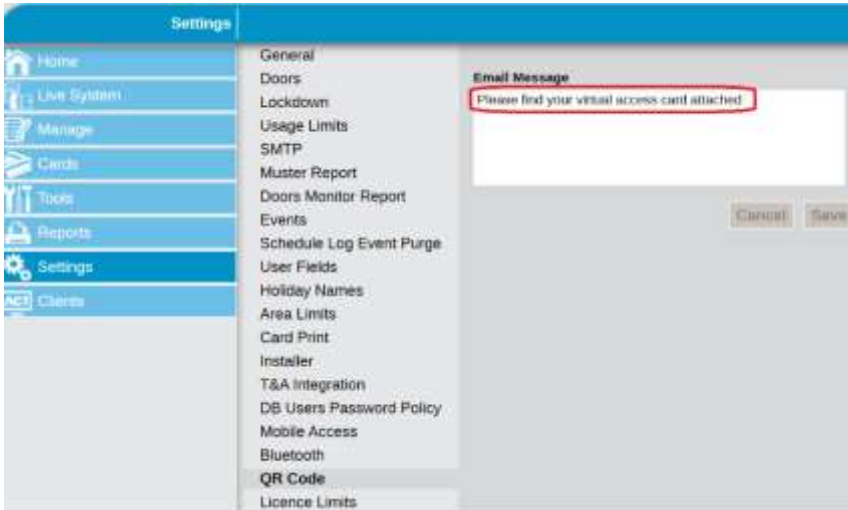 Settings
Home
Live System
Manage
Cards
Tools
Reports
Settings
ACT Clients
General
Doors
Lockdown
Usage Limits
SMTP
Muster Report
Doors Monitor Report
Events
Schedule Log Event Purge
User Fields
Holiday Names
Area Limits
Card Print
Installer
T&A Integration
DB Users Password Policy
Mobile Access
Bluetooth
QR Code
Licence Limits
Email Message
Please find your virtual access card attached
Cancel Save